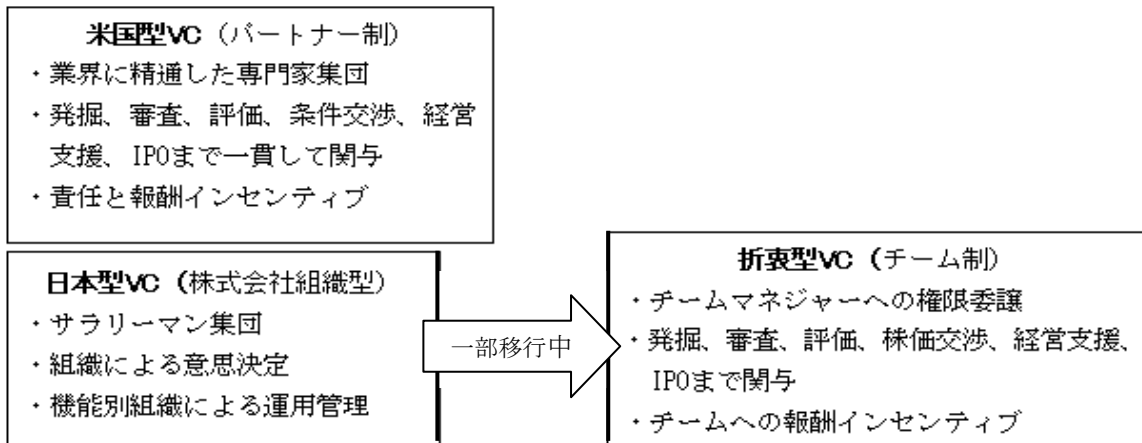 米国型VC（パートナー制）
・業界に精通した専門家集団
・発掘、審査、評価、条件交渉、経営
支援、IPOまで一貫して関与
・責任と報酬インセンティブ
日本型VC（株式会社組織型）
・サラリーマン集団
・組織による意思決定
・機能別組織による運用管理
一部移行中
折衷型VC（チーム制）
・チームマネジャーへの権限委譲
・発掘、審査、評価、株価交渉、経営支援、
IPOまで関与
・チームへの報酬インセンティブ